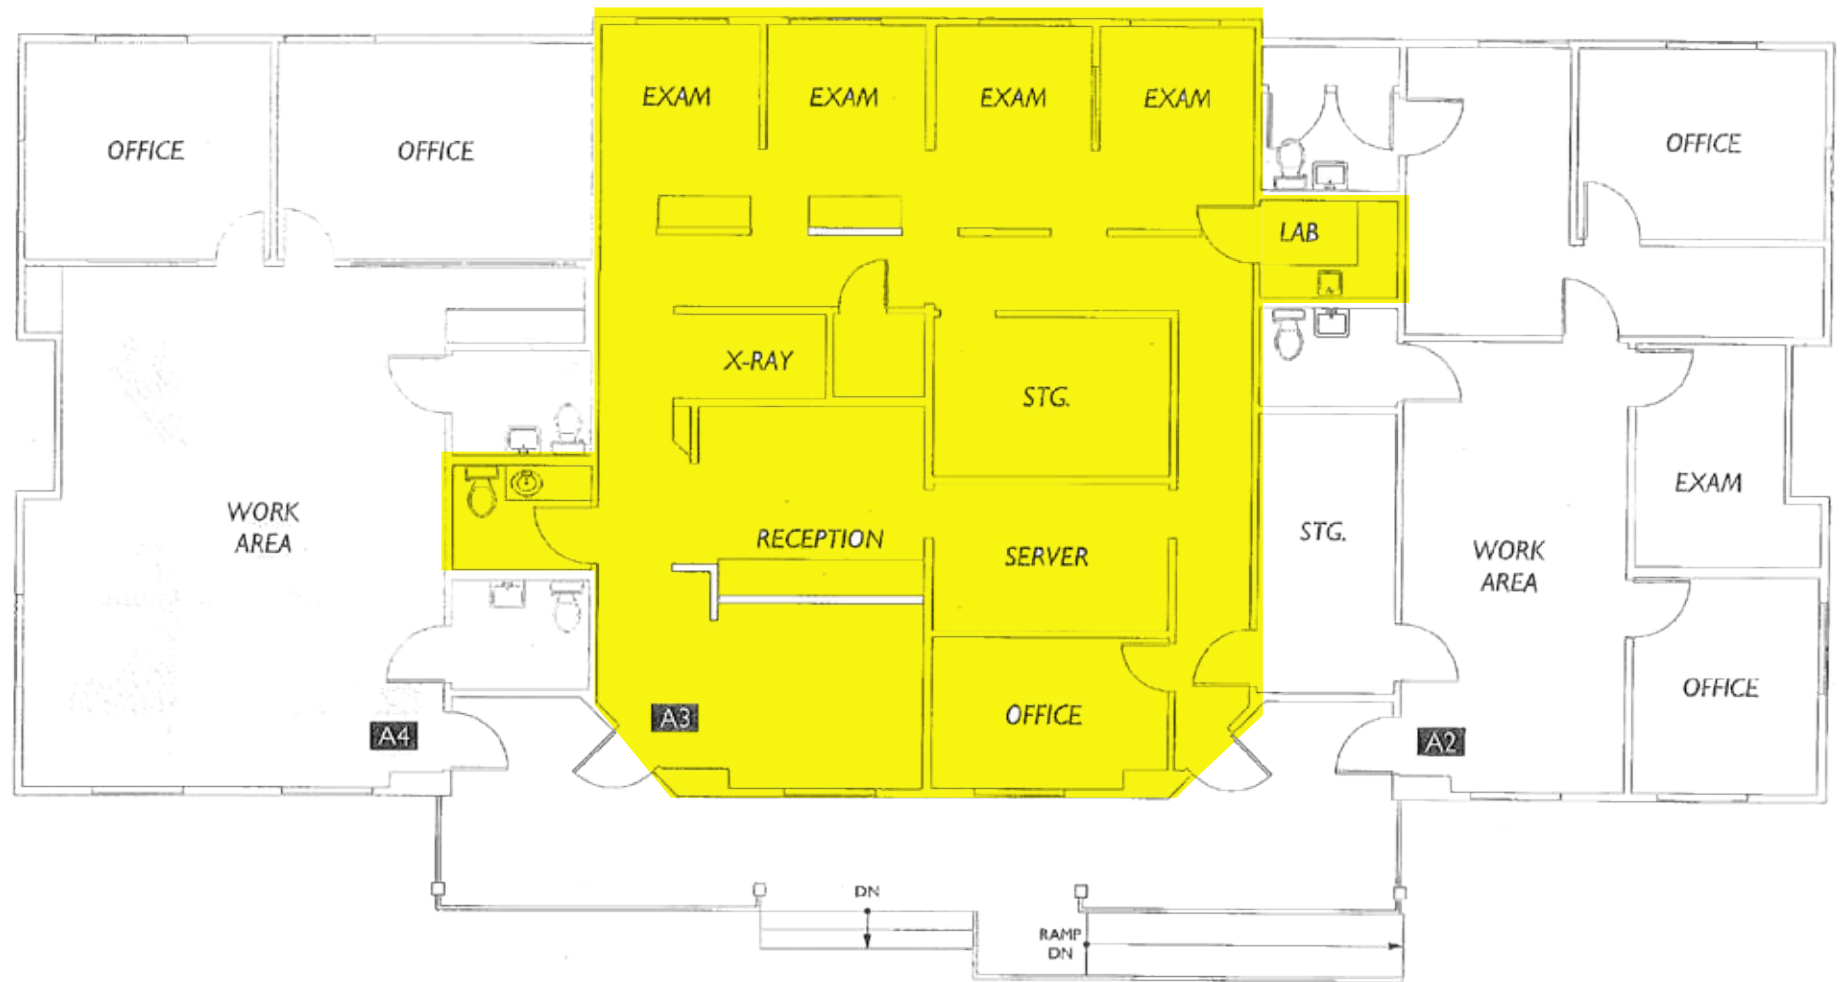 EXAM
EXAM
EXAM
EXAM
OFFICE
OFFICE
OFFICE
LAB
X-RAY
STG.
EXAM
WORK
AREA
RECEPTION
SERVER
STG.
WORK
AREA
OFFICE
OFFICE
A4
A3
A2
DN
RAMP
DN